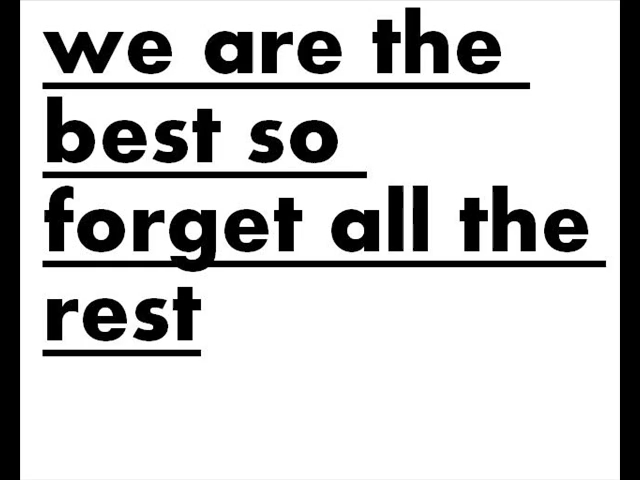 we are the
best so
forget all the
rest